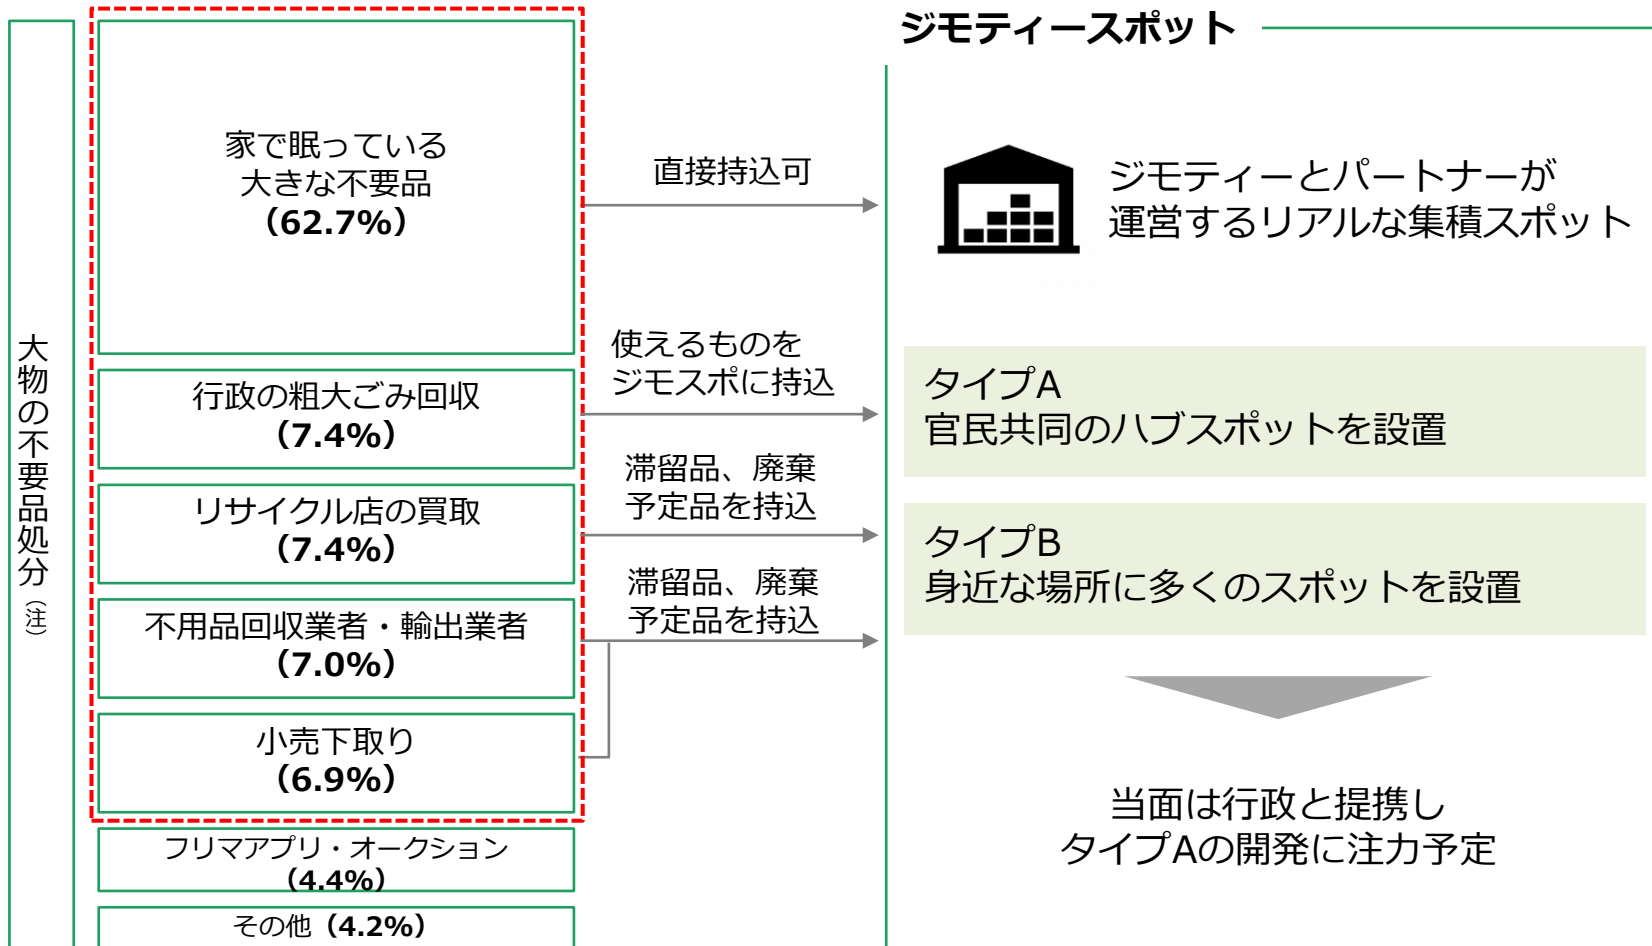 大物の不要品処分（注）
家で眠っている
大きな不要品
（62.7%）
行政の粗大ごみ回収
（7.4%）
リサイクル店の買取
（7.4%）
不用品回収業者・輸出業者
（7.0%）
小売下取り
（6.9%）
フリマアプリ・オークション
（4.4%）
その他（4.2%）
直接持込可
使えるものを
ジモスポに持込
滞留品、廃棄
予定品を持込
滞留品、廃棄
予定品を持込
ジモティースポット
ジモティーとパートナーが
運営するリアルな集積スポット
タイプA
官民共同のハブスポットを設置
タイプB
身近な場所に多くのスポットを設置
当面は行政と提携し
タイプAの開発に注力予定